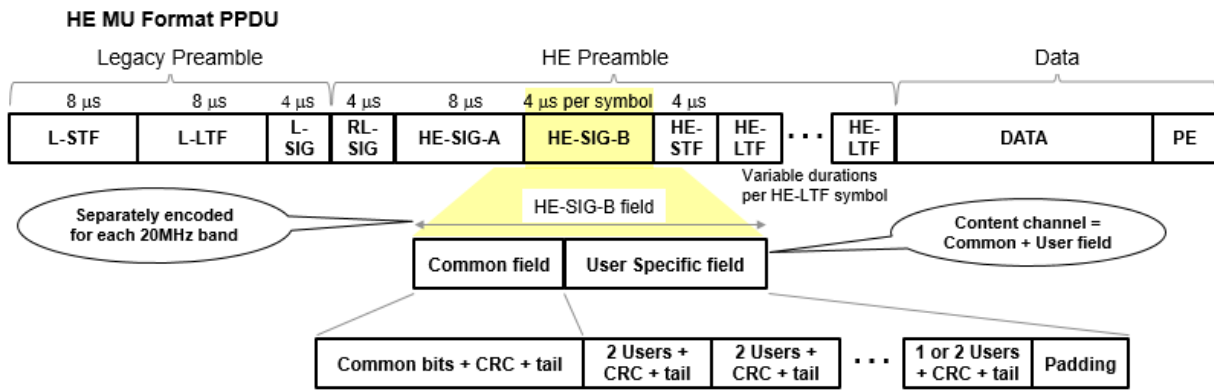 HE MU Format PPDU
Legacy Preamble
HE Preamble
Data
8 μs
8 μs
4 μs
4 μs
8 μs
4 μs per symbol
4 μs
L-STF
L-LTF
L-
SIG
RL-
SIG
HE-SIG-A
HE-SIG-B
HE-
STF
HE-
LTF
▪ ▪ ▪
HE-
LTF
DATA
PE
Variable durations
per HE-LTF symbol
Separately encoded
for each 20MHz band
HE-SIG-B field
Content channel =
Common + User field
Common field
User Specific field
Common bits + CRC + tail
2 Users +
CRC + tail
2 Users +
CRC + tail
▪ ▪ ▪
1 or 2 Users
+ CRC + tail
Padding